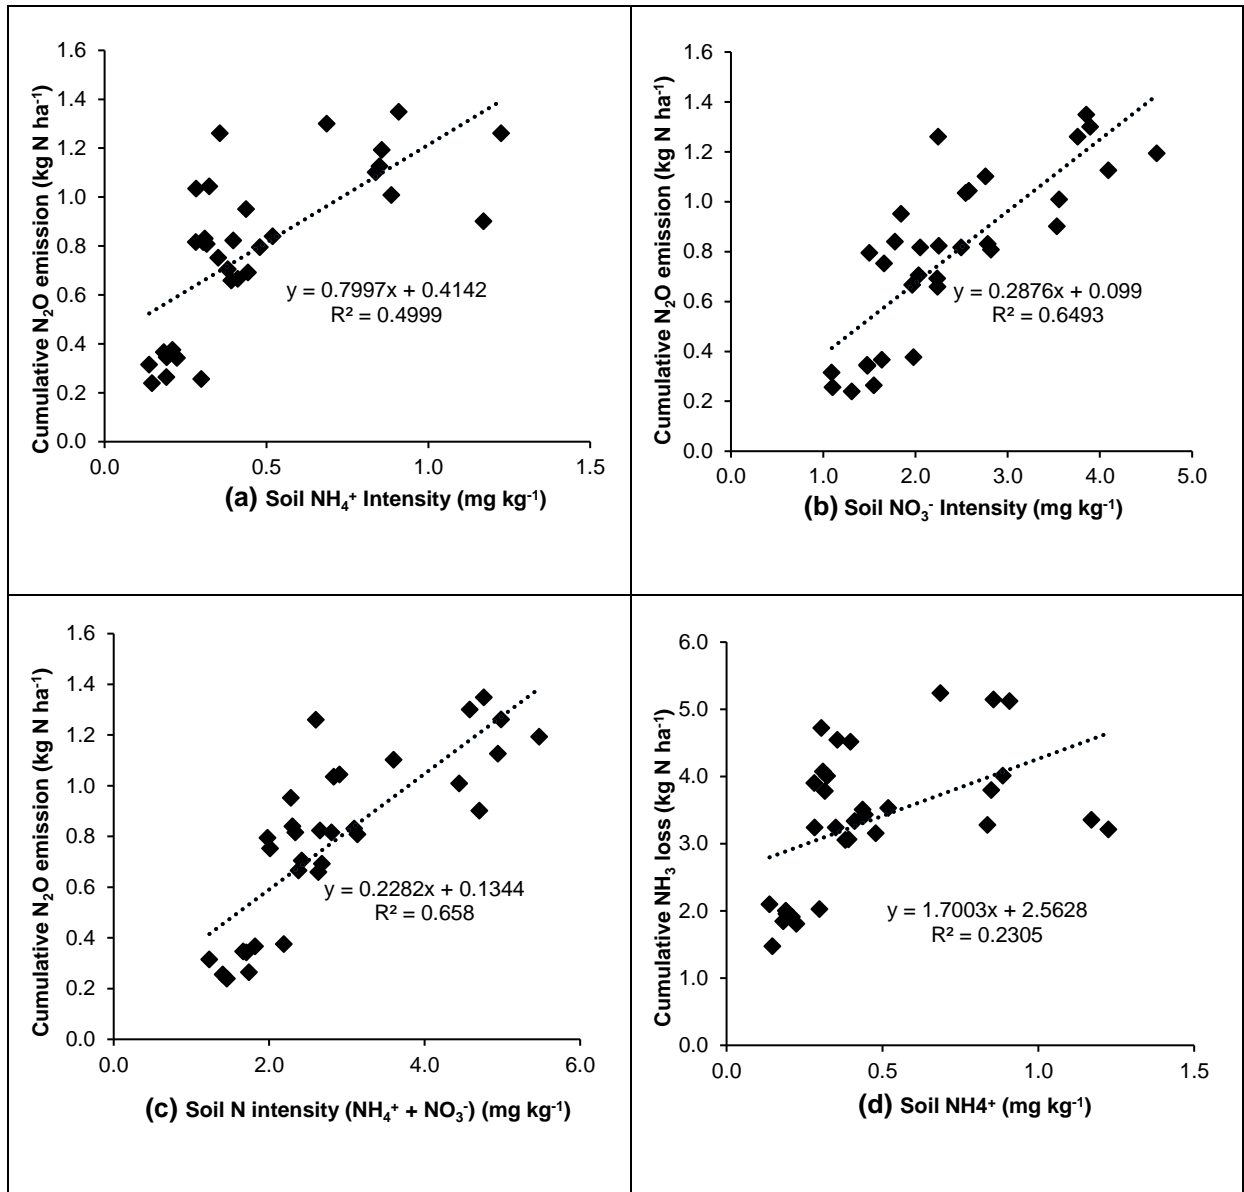 1.6
1.4
1.2
1.0
0.8
0.6
0.4
0.2
0.0
Cumulative N₂O emission (kg N ha⁻¹)
y = 0.7997x + 0.4142
R² = 0.4999
0.0 0.5 1.0 1.5
(a) Soil NH₄⁺ Intensity (mg kg⁻¹)
1.6
1.4
1.2
1.0
0.8
0.6
0.4
0.2
0.0
Cumulative N₂O emission (kg N ha⁻¹)
y = 0.2876x + 0.099
R² = 0.6493
0.0 1.0 2.0 3.0 4.0 5.0
(b) Soil NO₃⁻ Intensity (mg kg⁻¹)
1.6
1.4
1.2
1.0
0.8
0.6
0.4
0.2
0.0
Cumulative N₂O emission (kg N ha⁻¹)
y = 0.2282x + 0.1344
R² = 0.658
0.0 2.0 4.0 6.0
(c) Soil N intensity (NH₄⁺ + NO₃⁻) (mg kg⁻¹)
6.0
5.0
4.0
3.0
2.0
1.0
0.0
Cumulative NH₃ loss (kg N ha⁻¹)
y = 1.7003x + 2.5628
R² = 0.2305
0.0 0.5 1.0 1.5
(d) Soil NH4⁺ (mg kg⁻¹)